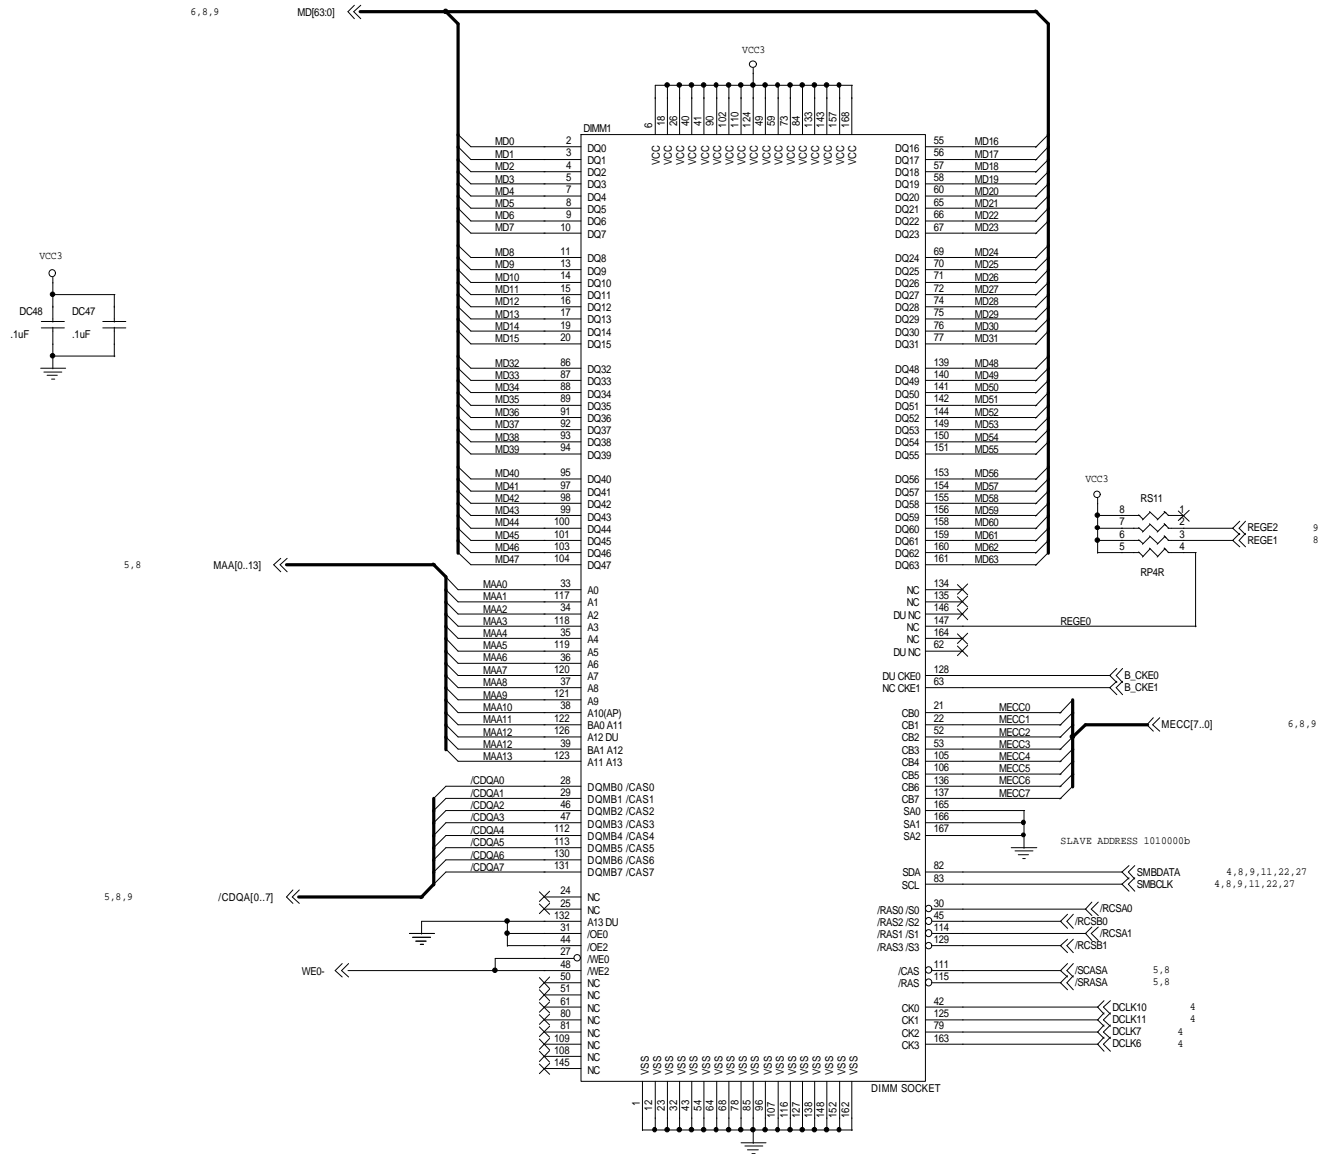 6,8,9 MD[63:0]
VCC3
DIMM1
6 18 26 40 41 90 102 110 124 49 59 73 84 133 143 157 168
VCC VCC VCC VCC VCC VCC VCC VCC VCC VCC VCC VCC VCC VCC VCC VCC VCC
MD0 2 DQ0 DQ16 55 MD16
MD1 3 DQ1 DQ17 56 MD17
MD2 4 DQ2 DQ18 57 MD18
MD3 5 DQ3 DQ19 58 MD19
MD4 7 DQ4 DQ20 60 MD20
MD5 8 DQ5 DQ21 65 MD21
MD6 9 DQ6 DQ22 66 MD22
MD7 10 DQ7 DQ23 67 MD23
MD8 11 DQ8 DQ24 69 MD24
MD9 13 DQ9 DQ25 70 MD25
MD10 14 DQ10 DQ26 71 MD26
MD11 15 DQ11 DQ27 72 MD27
MD12 16 DQ12 DQ28 74 MD28
MD13 17 DQ13 DQ29 75 MD29
MD14 19 DQ14 DQ30 76 MD30
MD15 20 DQ15 DQ31 77 MD31
VCC3
DC48 DC47
.1uF .1uF
MD32 86 DQ32 DQ48 139 MD48
MD33 87 DQ33 DQ49 140 MD49
MD34 88 DQ34 DQ50 141 MD50
MD35 89 DQ35 DQ51 142 MD51
MD36 91 DQ36 DQ52 144 MD52
MD37 92 DQ37 DQ53 149 MD53
MD38 93 DQ38 DQ54 150 MD54
MD39 94 DQ39 DQ55 151 MD55
MD40 95 DQ40 DQ56 153 MD56
MD41 97 DQ41 DQ57 154 MD57
MD42 98 DQ42 DQ58 155 MD58
MD43 99 DQ43 DQ59 156 MD59
MD44 100 DQ44 DQ60 158 MD60
MD45 101 DQ45 DQ61 159 MD61
MD46 103 DQ46 DQ62 160 MD62
MD47 104 DQ47 DQ63 161 MD63
VCC3
RS11
8 1
7 2 REGE2 9
6 3 REGE1 8
5 4
RP4R
5,8 MAA[0..13]
MAA0 33 A0 NC 134
MAA1 117 A1 NC 135
MAA2 34 A2 DU NC 146
MAA3 118 A3 NC 147 REGE0
MAA4 35 A4 NC 164
MAA5 119 A5 DU NC 62
MAA6 36 A6
MAA7 120 A7 DU CKE0 128 B_CKE0
MAA8 37 A8 NC CKE1 63 B_CKE1
MAA9 121 A9
MAA10 38 A10(AP) CB0 21 MECC0
MAA11 122 BA0 A11 CB1 22 MECC1
MAA12 126 A12 DU CB2 52 MECC2
MAA12 39 BA1 A12 CB3 53 MECC3
MAA13 123 A11 A13 CB4 105 MECC4
CB5 106 MECC5
CB6 136 MECC6
CB7 137 MECC7
MECC[7..0] 6,8,9
/CDQA0 28 DQMB0 /CAS0
/CDQA1 29 DQMB1 /CAS1
/CDQA2 46 DQMB2 /CAS2 SA0 165
/CDQA3 47 DQMB3 /CAS3 SA1 166
/CDQA4 112 DQMB4 /CAS4 SA2 167
/CDQA5 113 DQMB5 /CAS5
/CDQA6 130 DQMB6 /CAS6
/CDQA7 131 DQMB7 /CAS7
SLAVE ADDRESS 1010000b
5,8,9 /CDQA[0..7]
SDA 82 SMBDATA 4,8,9,11,22,27
SCL 83 SMBCLK 4,8,9,11,22,27
24 NC
25 NC /RAS0 /S0 30 /RCSA0
132 A13 DU /RAS2 /S2 45 /RCSB0
31 /OE0 /RAS1 /S1 114 /RCSA1
44 /OE2 /RAS3 /S3 129 /RCSB1
27 /WE0
WE0- 48 /WE2 /CAS 111 /SCASA 5,8
50 NC /RAS 115 /SRASA 5,8
51 NC
61 NC CK0 42 DCLK10 4
80 NC CK1 125 DCLK11 4
81 NC CK2 79 DCLK7 4
109 NC CK3 163 DCLK6 4
108 NC
145 NC
VSS VSS VSS VSS VSS VSS VSS VSS VSS VSS VSS VSS VSS VSS VSS VSS VSS VSS
DIMM SOCKET
1 12 23 32 43 54 64 68 78 85 96 107 116 127 138 148 152 162